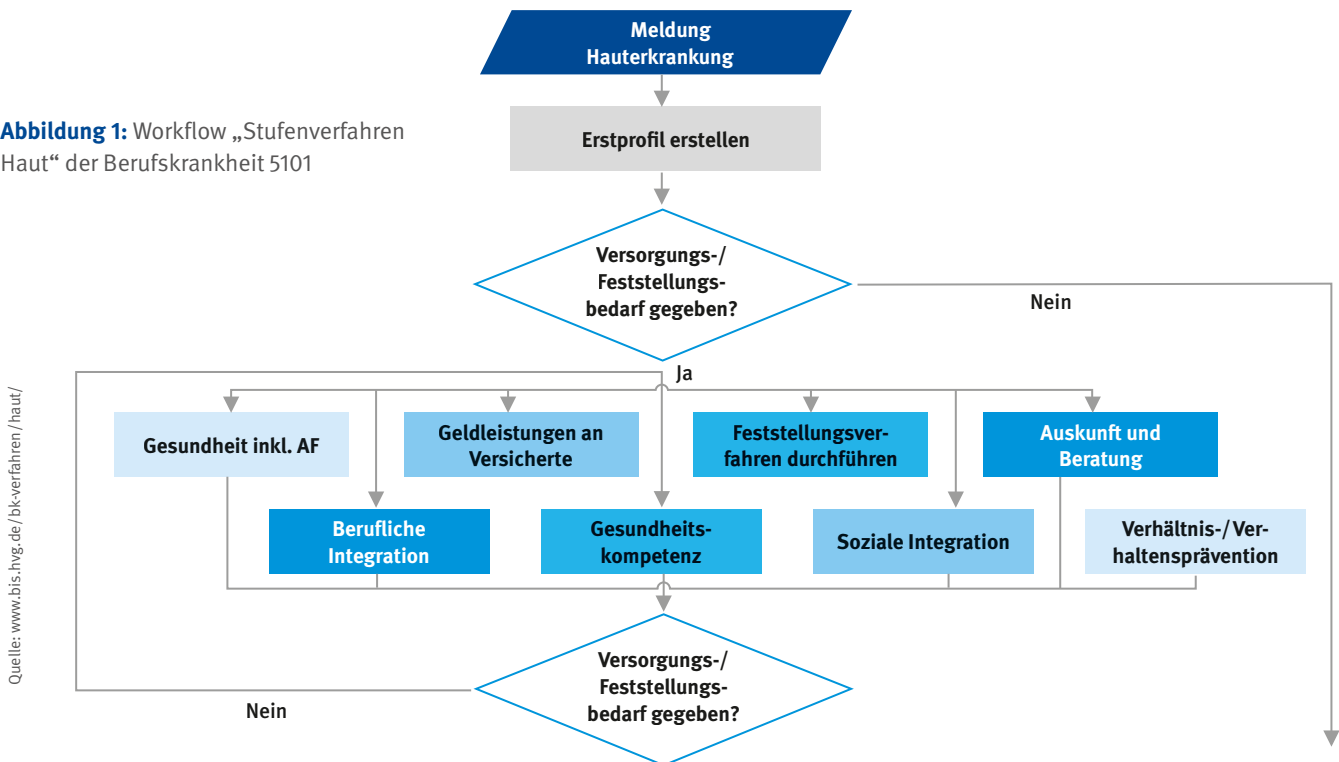 Meldung
Hauterkrankung
Abbildung 1: Workflow „Stufenverfahren
Haut“ der Berufskrankheit 5101
Erstprofil erstellen
Versorgungs-/
Feststellungs-
bedarf gegeben?
Nein
Ja
Gesundheit inkl. AF
Geldleistungen an
Versicherte
Feststellungsver-
fahren durchführen
Auskunft und
Beratung
Berufliche
Integration
Gesundheits-
kompetenz
Soziale Integration
Verhältnis-/Ver-
haltensprävention
Versorgungs-/
Feststellungs-
bedarf gegeben?
Nein
Quelle: www.bis.hvg.de/bk-verfahren/haut/